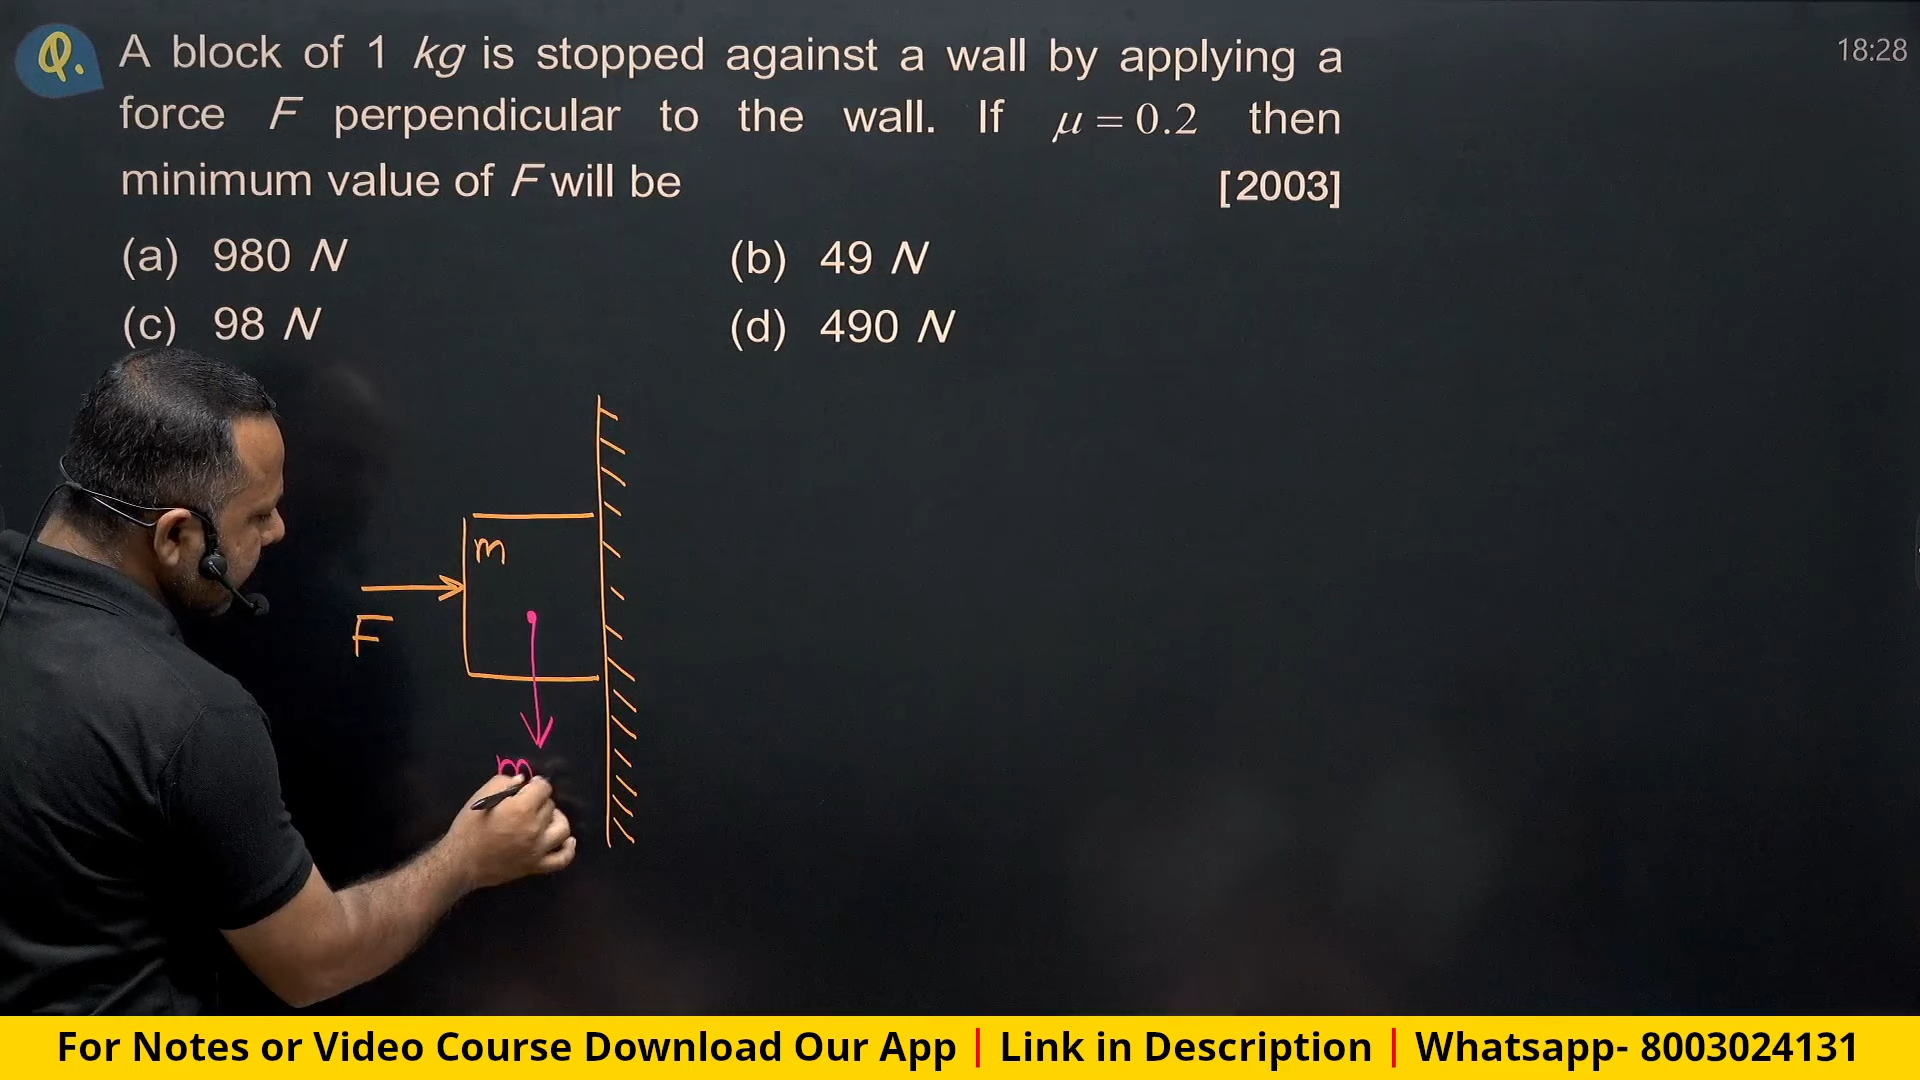 Q. A block of 1 kg is stopped against a wall by applying a
18:28
force F perpendicular to the wall. If μ = 0.2 then
minimum value of F will be [2003]
(a) 980 N (b) 49 N
(c) 98 N (d) 490 N
m
F
m
For Notes or Video Course Download Our App | Link in Description | Whatsapp- 8003024131